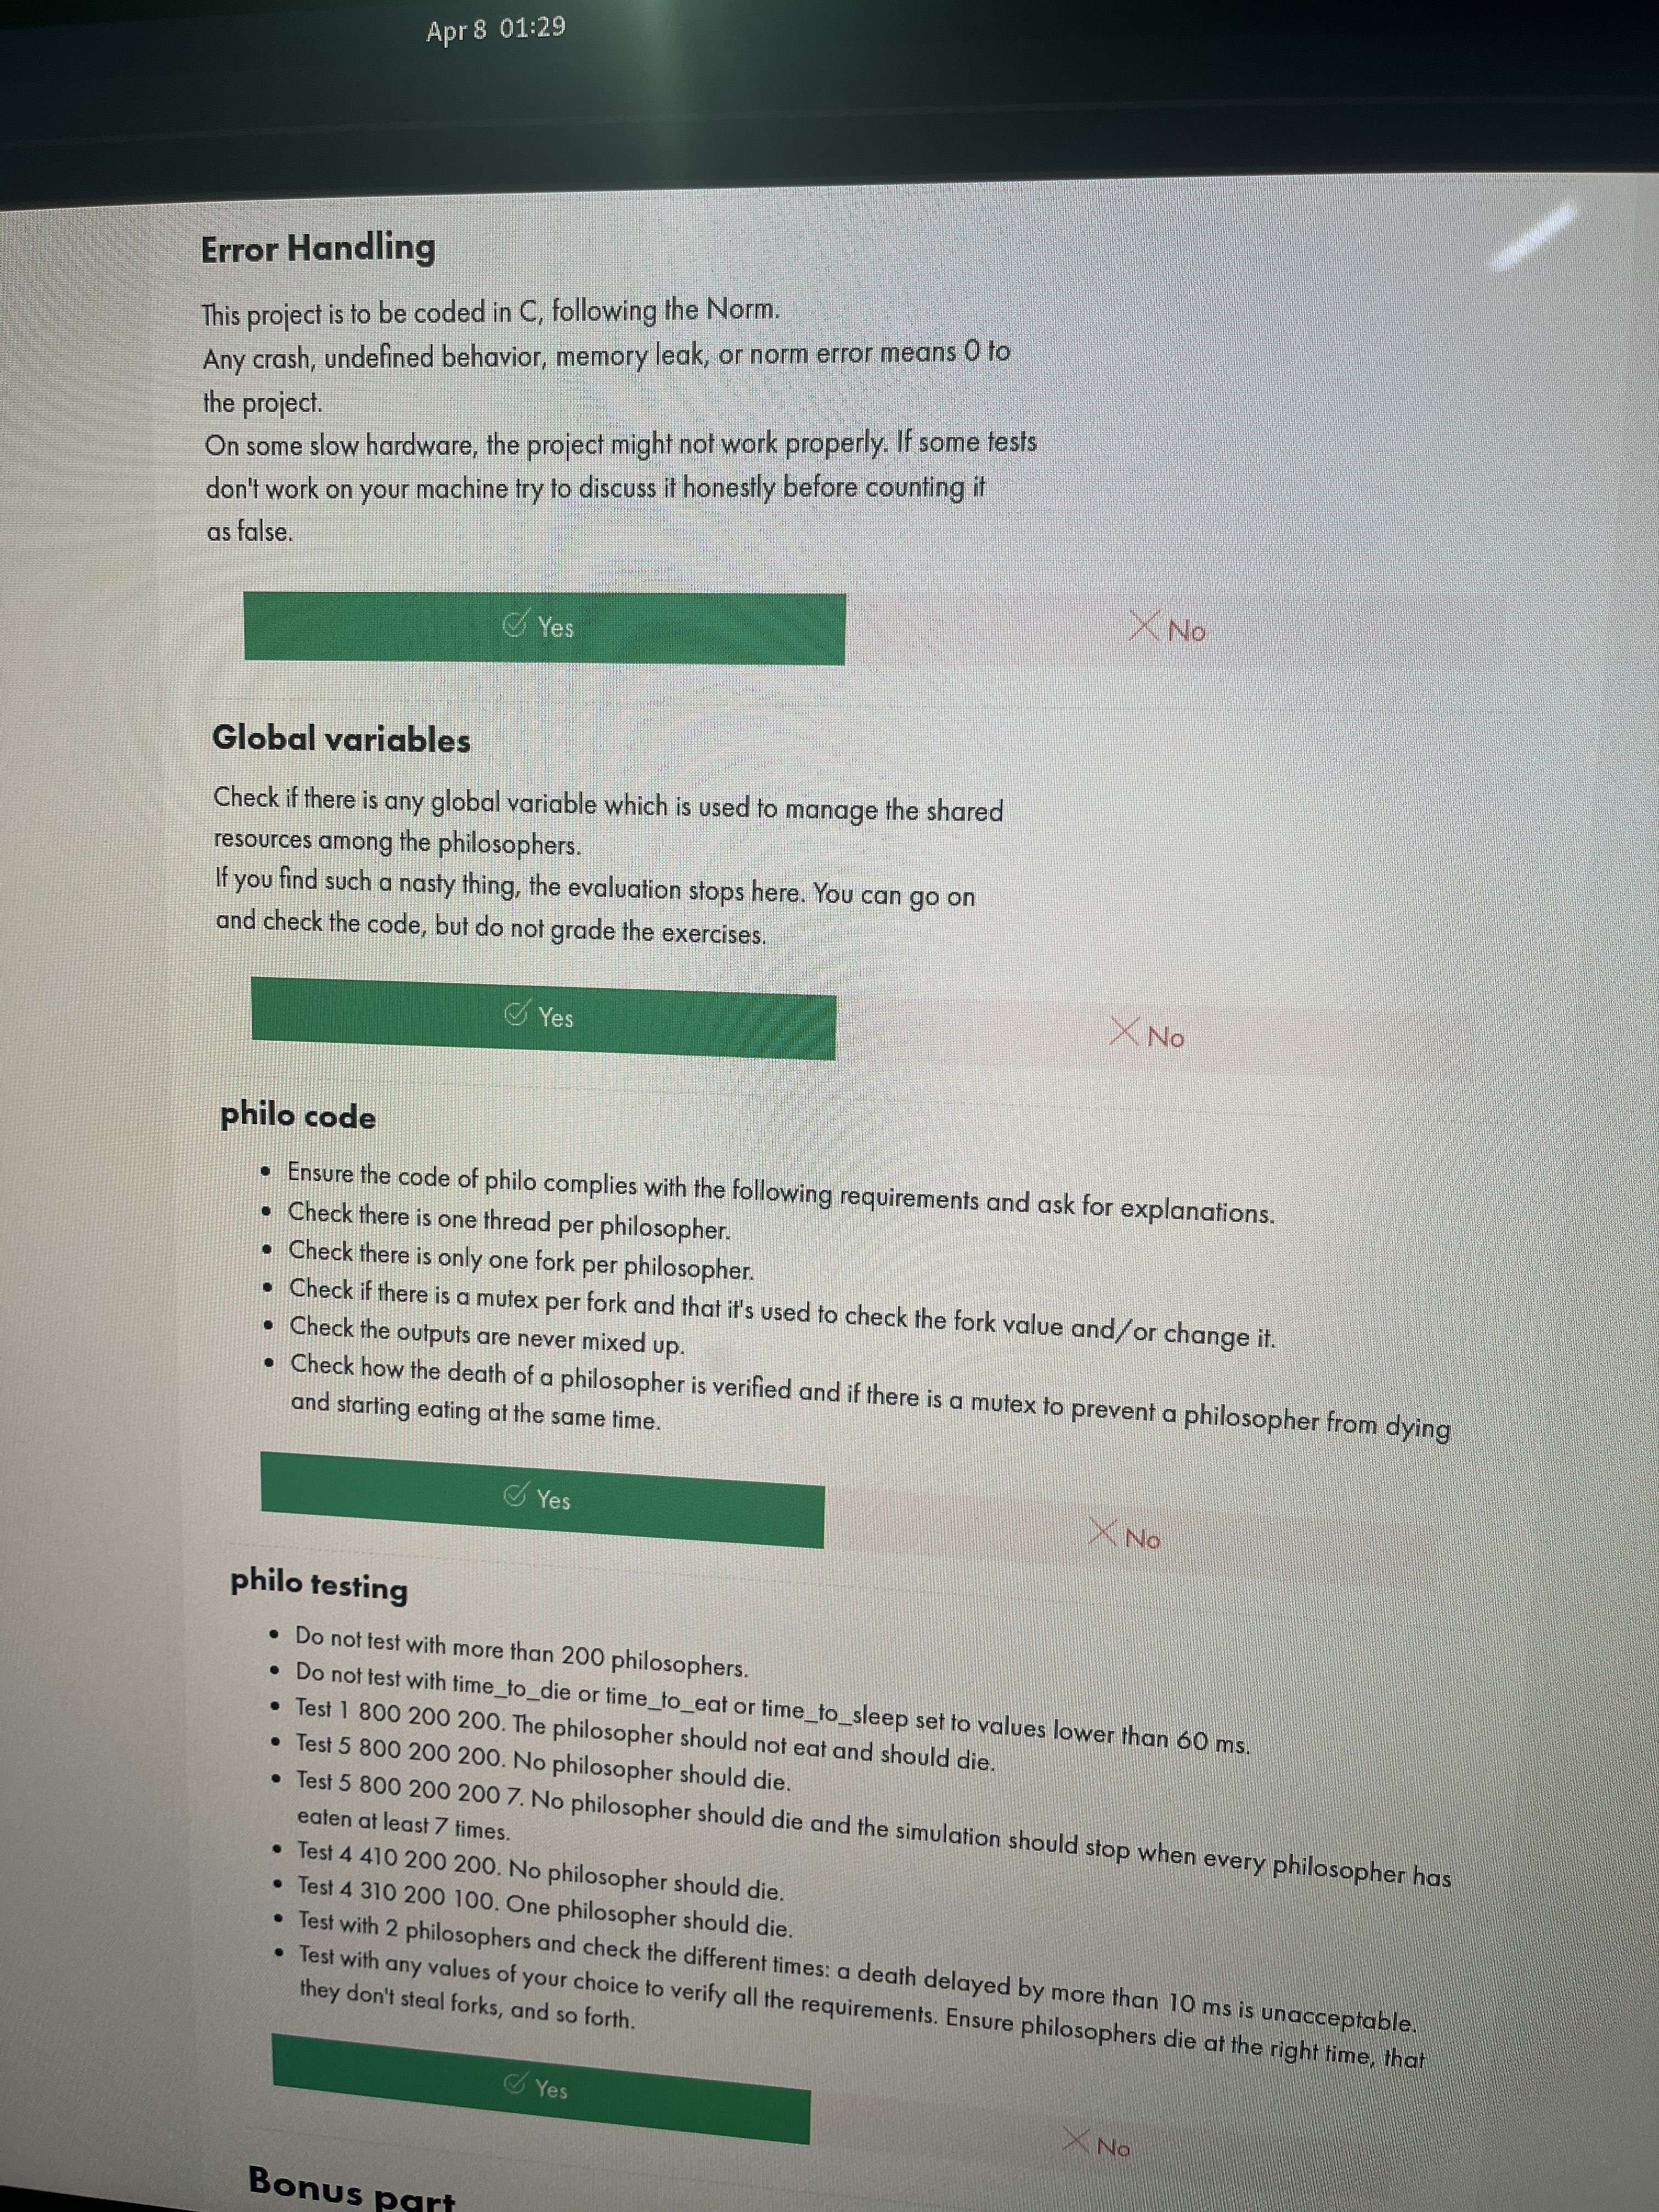 Apr 8 01:29
Error Handling
This project is to be coded in C, following the Norm.
Any crash, undefined behavior, memory leak, or norm error means 0 to
the project.
On some slow hardware, the project might not work properly. If some tests
don't work on your machine try to discuss it honestly before counting it
as false.
Yes
No
Global variables
Check if there is any global variable which is used to manage the shared
resources among the philosophers.
If you find such a nasty thing, the evaluation stops here. You can go on
and check the code, but do not grade the exercises.
Yes
No
philo code
• Ensure the code of philo complies with the following requirements and ask for explanations.
• Check there is one thread per philosopher.
• Check there is only one fork per philosopher.
• Check if there is a mutex per fork and that it's used to check the fork value and/or change it.
• Check the outputs are never mixed up.
• Check how the death of a philosopher is verified and if there is a mutex to prevent a philosopher from dying
and starting eating at the same time.
Yes
No
philo testing
• Do not test with more than 200 philosophers.
• Do not test with time_to_die or time_to_eat or time_to_sleep set to values lower than 60 ms.
• Test 1 800 200 200. The philosopher should not eat and should die.
• Test 5 800 200 200. No philosopher should die.
• Test 5 800 200 200 7. No philosopher should die and the simulation should stop when every philosopher has
eaten at least 7 times.
• Test 4 410 200 200. No philosopher should die.
• Test 4 310 200 100. One philosopher should die.
• Test with 2 philosophers and check the different times: a death delayed by more than 10 ms is unacceptable.
• Test with any values of your choice to verify all the requirements. Ensure philosophers die at the right time, that
they don't steal forks, and so forth.
Yes
No
Bonus part